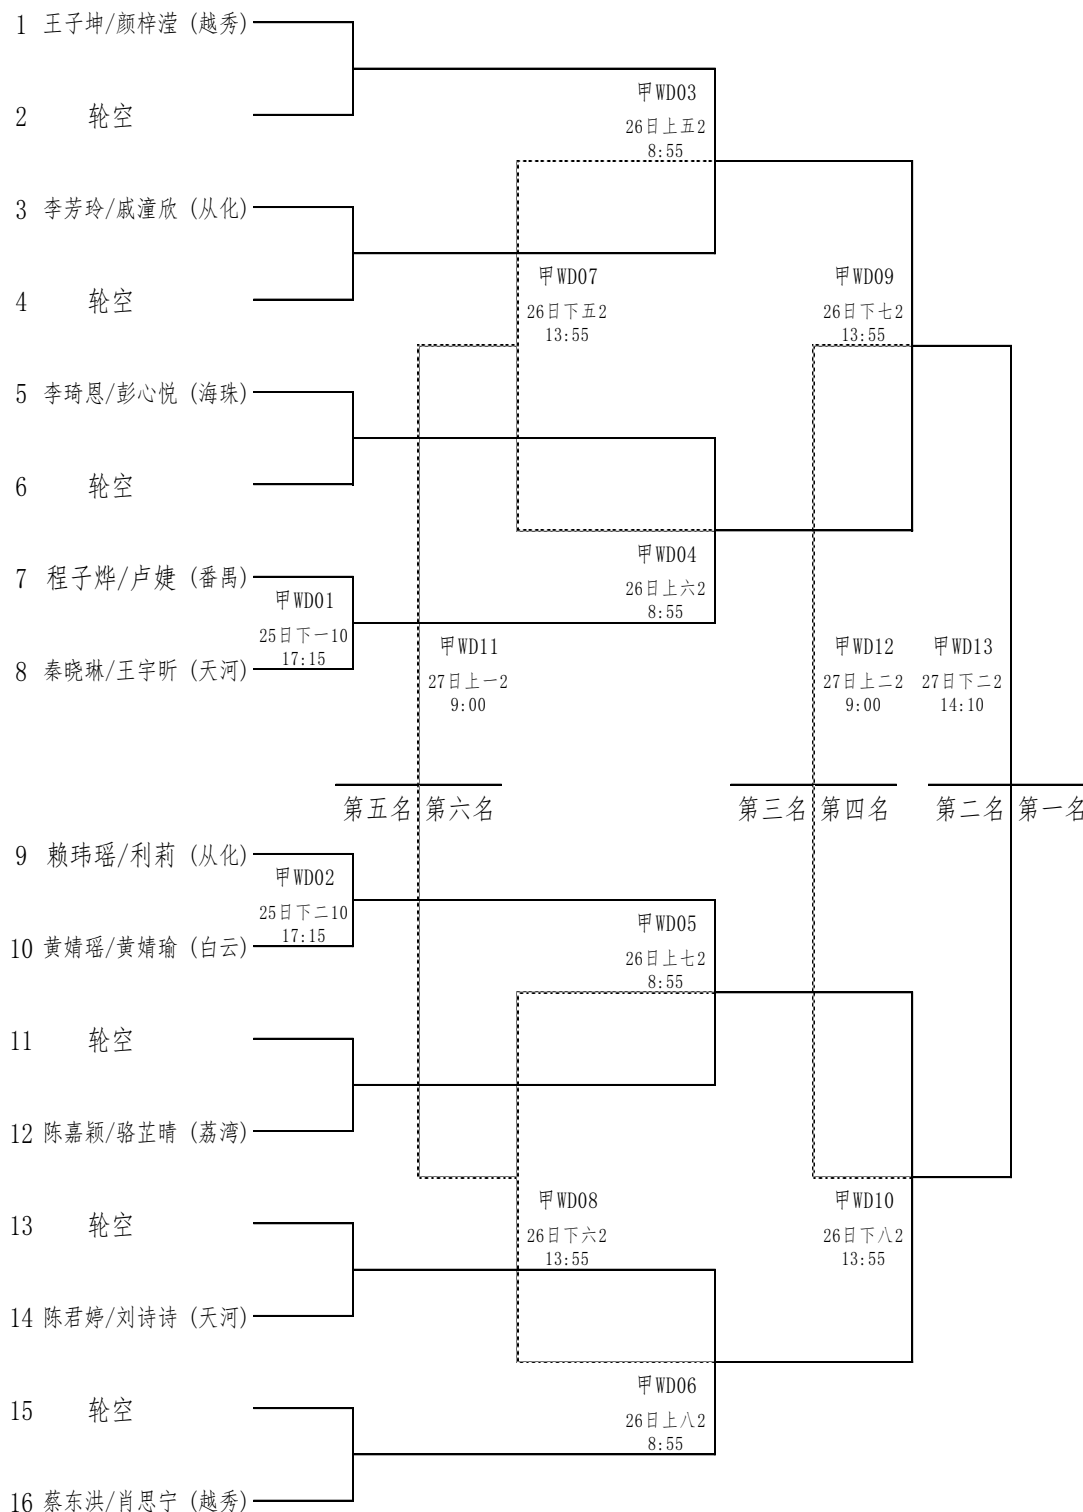 1 王子坤/颜梓滢 (越秀)
甲WD03
2 轮空
26日上五2
8:55
3 李芳玲/戚潼欣 (从化)
甲WD07
甲WD09
4 轮空
26日下五2
26日下七2
13:55
13:55
5 李琦恩/彭心悦 (海珠)
6 轮空
甲WD04
7 程子烨/卢婕 (番禺)
26日上六2
8:55
甲WD01
25日下一10
17:15
甲WD11
甲WD12
甲WD13
8 秦晓琳/王宇昕 (天河)
27日上一2
27日上二2
27日下二2
9:00
9:00
14:10
第五名 第六名
第三名 第四名
第二名 第一名
9 赖玮瑶/利莉 (从化)
甲WD02
25日下二10
17:15
甲WD05
10 黄婧瑶/黄婧瑜 (白云)
26日上七2
8:55
11 轮空
12 陈嘉颖/骆芷晴 (荔湾)
甲WD08
甲WD10
13 轮空
26日下六2
26日下八2
13:55
13:55
14 陈君婷/刘诗诗 (天河)
甲WD06
15 轮空
26日上八2
8:55
16 蔡东洪/肖思宁 (越秀)